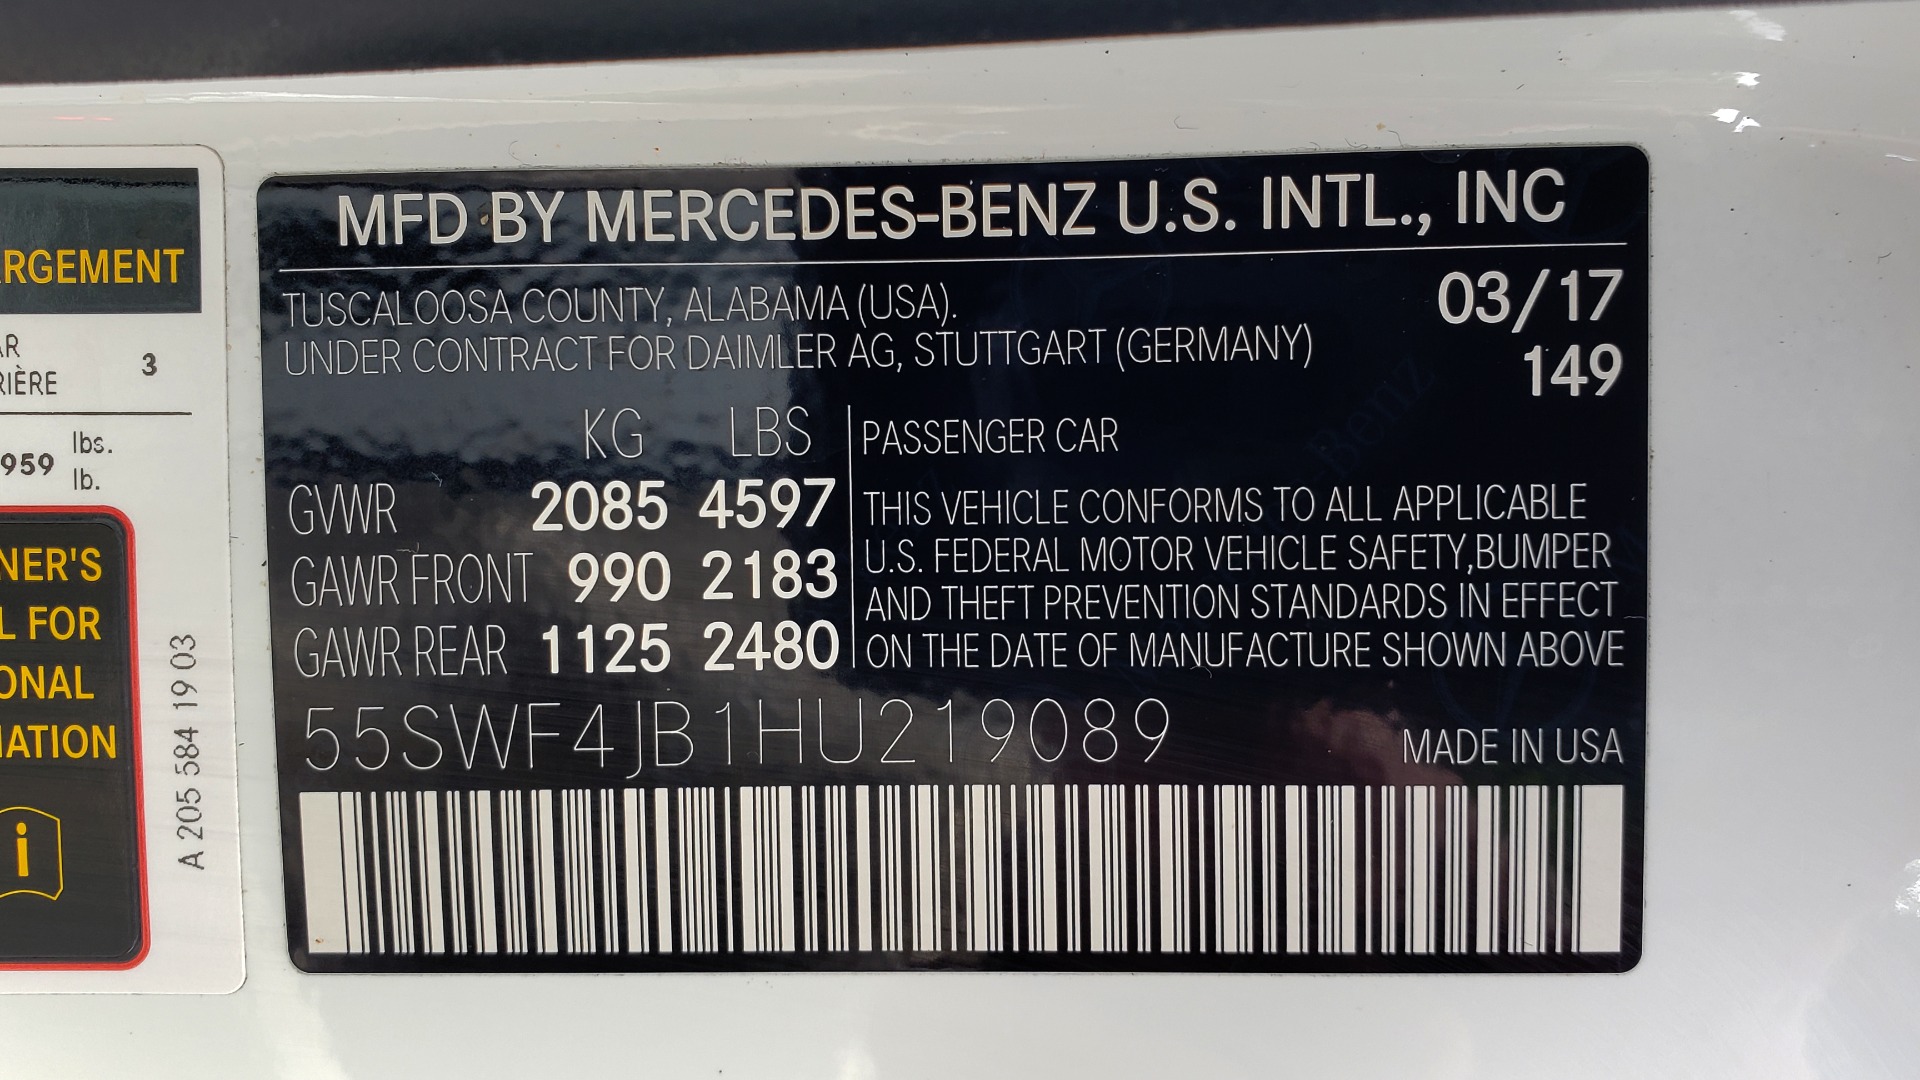 RGEMENT
AR
RIÈRE
3
959 lbs.
lb.
NER'S
L FOR
ONAL
MATION
i
A 205 584 19 03
MFD BY MERCEDES-BENZ U.S. INTL., INC
TUSCALOOSA COUNTY, ALABAMA (USA).
UNDER CONTRACT FOR DAIMLER AG, STUTTGART (GERMANY)
03/17
149
KG LBS
GVWR 2085 4597
GAWR FRONT 990 2183
GAWR REAR 1125 2480
PASSENGER CAR
THIS VEHICLE CONFORMS TO ALL APPLICABLE
U.S. FEDERAL MOTOR VEHICLE SAFETY,BUMPER
AND THEFT PREVENTION STANDARDS IN EFFECT
ON THE DATE OF MANUFACTURE SHOWN ABOVE
55SWF4JB1HU219089
MADE IN USA